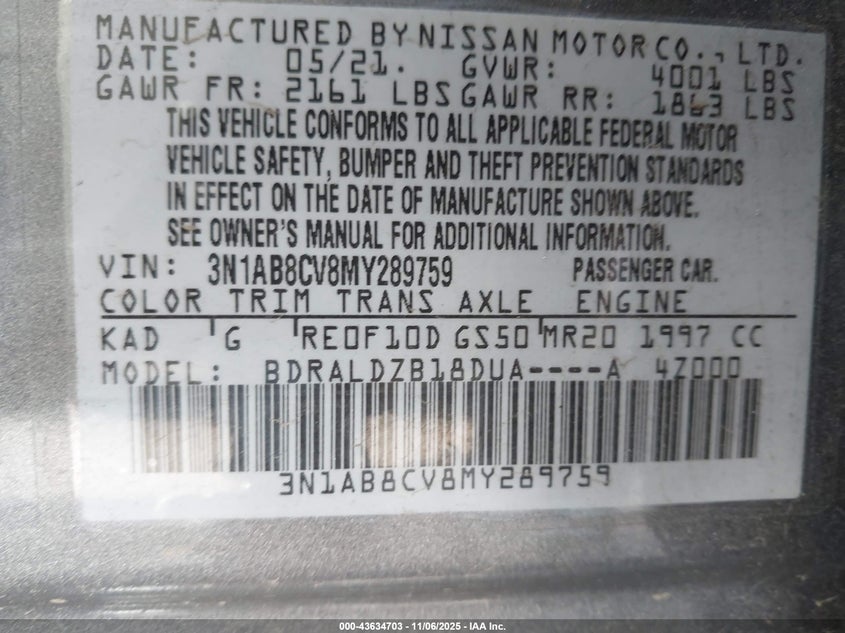 MANUFACTURED BY NISSAN MOTOR CO., LTD.
DATE: 05/21. GVWR: 4001 LBS
GAWR FR: 2161 LBS GAWR RR: 1863 LBS
THIS VEHICLE CONFORMS TO ALL APPLICABLE FEDERAL MOTOR
VEHICLE SAFETY, BUMPER AND THEFT PREVENTION STANDARDS
IN EFFECT ON THE DATE OF MANUFACTURE SHOWN ABOVE.
SEE OWNER'S MANUAL FOR ADDITIONAL INFORMATION.
VIN: 3N1AB8CV8MY289759 PASSENGER CAR.
COLOR TRIM TRANS AXLE ENGINE
KAD G RE0F10D GS50 MR20 1997 CC
MODEL: BDRALDZB18DUA----A 4Z000
3N1AB8CV8MY289759
000-43634703 - 11/06/2025 - IAA Inc.